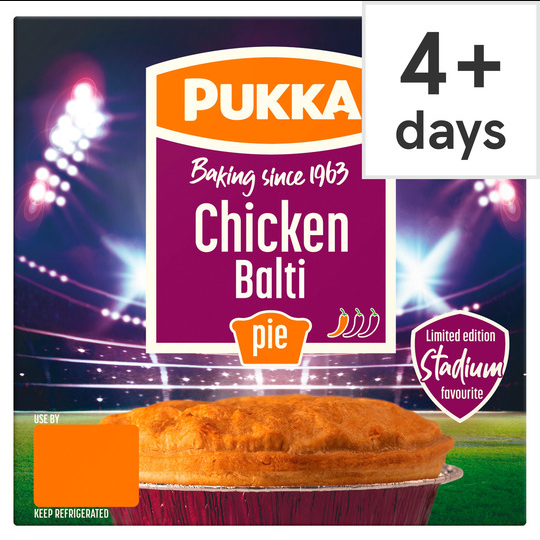 4+
days
PUKKA
Baking since 1963
Chicken
Balti
pie
Limited edition
Stadium
favourite
USE BY
KEEP REFRIGERATED